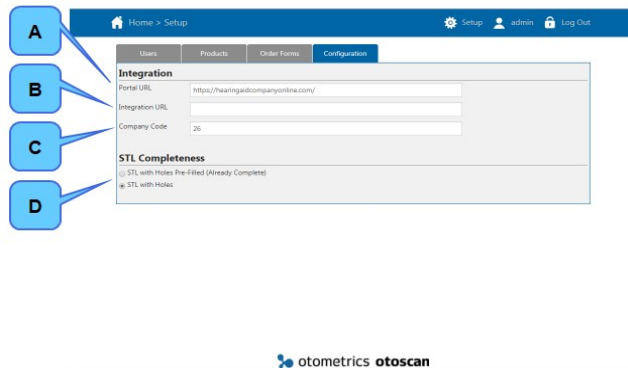 A
B
C
D
Home > Setup
Setup admin Log Out
Users Products Order Forms Configuration
Integration
Portal URL https://hearingaidcompanyonline.com/
Integration URL
Company Code 26
STL Completeness
STL with Holes Pre-Filled (Already Complete)
STL with Holes
otometrics otoscan